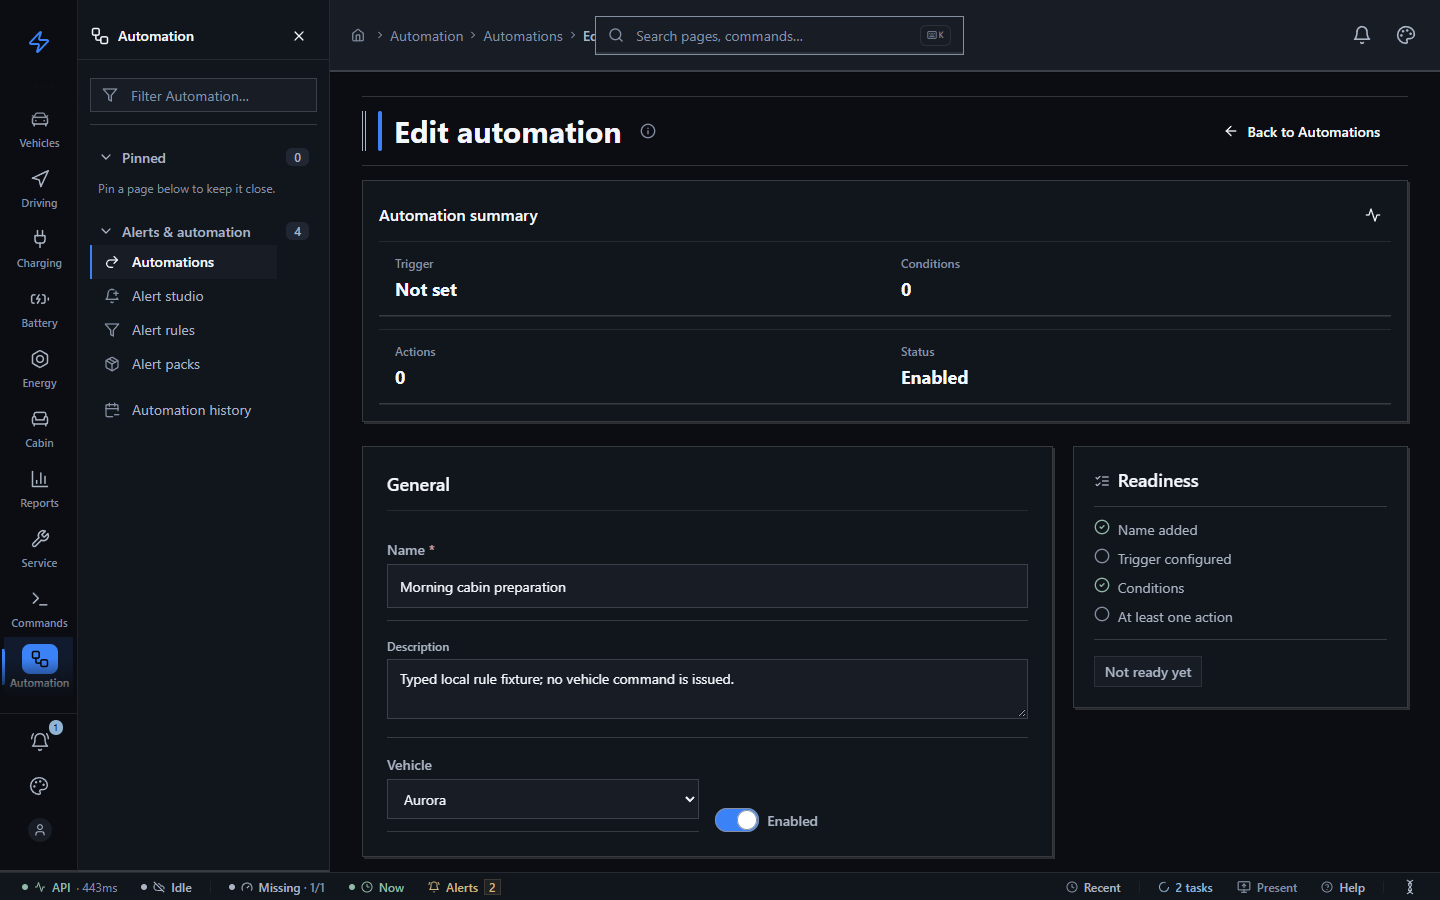 Automation
Filter Automation...
Pinned 0
Pin a page below to keep it close.
Alerts & automation 4
Automations
Alert studio
Alert rules
Alert packs
Automation history
Vehicles
Driving
Charging
Battery
Energy
Cabin
Reports
Service
Commands
Automation
1
Automation > Automations > Ed
Search pages, commands... K
Edit automation
Back to Automations
Automation summary
Trigger
Not set
Conditions
0
Actions
0
Status
Enabled
General
Name *
Morning cabin preparation
Description
Typed local rule fixture; no vehicle command is issued.
Vehicle
Aurora
Enabled
Readiness
Name added
Trigger configured
Conditions
At least one action
Not ready yet
API · 443ms
Idle
Missing · 1/1
Now
Alerts 2
Recent
2 tasks
Present
Help